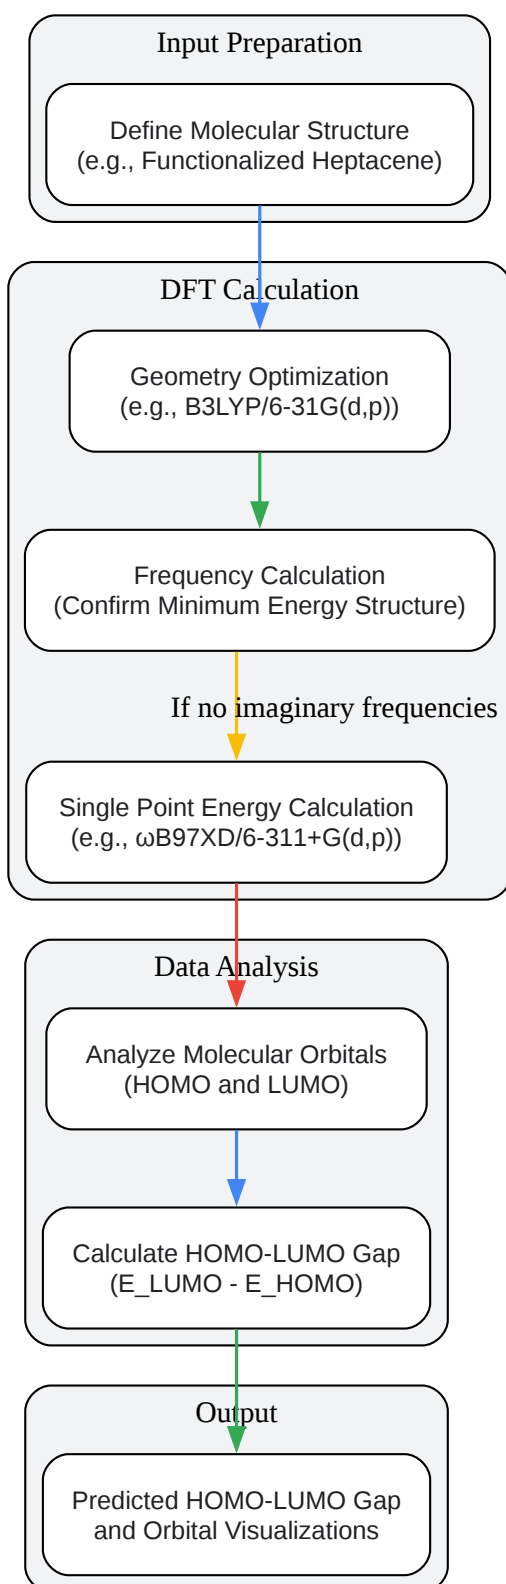 Input Preparation
Define Molecular Structure
(e.g., Functionalized Heptacene)
DFT Calculation
Geometry Optimization
(e.g., B3LYP/6-31G(d,p))
Frequency Calculation
(Confirm Minimum Energy Structure)
If no imaginary frequencies
Single Point Energy Calculation
(e.g., ωB97XD/6-311+G(d,p))
Data Analysis
Analyze Molecular Orbitals
(HOMO and LUMO)
Calculate HOMO-LUMO Gap
(E_LUMO - E_HOMO)
Output
Predicted HOMO-LUMO Gap
and Orbital Visualizations